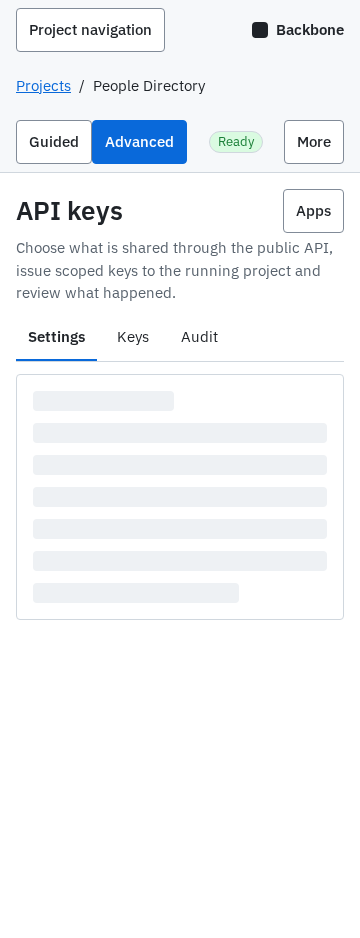 Project navigation
Backbone
Projects / People Directory
Guided
Advanced
Ready
More
API keys
Apps
Choose what is shared through the public API,
issue scoped keys to the running project and
review what happened.
Settings
Keys
Audit